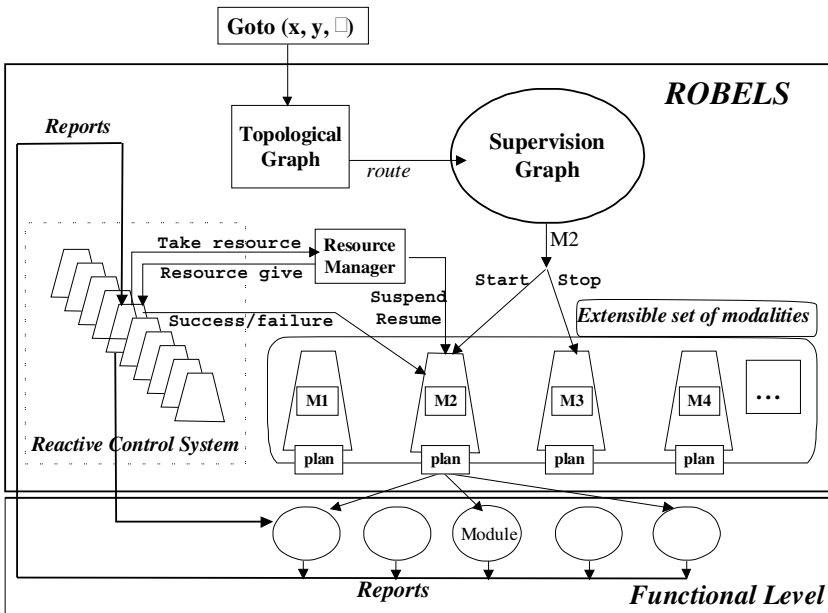 Goto (x, y, □)
ROBELS
Reports
Topological
Graph
route
Supervision
Graph
M2
Take resource
Resource give
Resource
Manager
Start
Stop
Suspend
Resume
Success/failure
Extensible set of modalities
M1
M2
M3
M4
...
Reactive Control System
plan
plan
plan
plan
Module
Reports
Functional Level